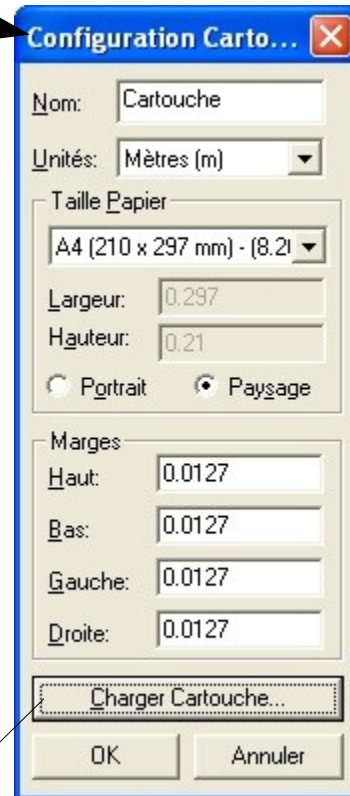 Configuration Carto...
Nom: Cartouche
Unités: Mètres (m)
Taille Papier
A4 (210 x 297 mm) - (8.2
Largeur: 0.297
Hauteur: 0.21
Portrait Paysage
Marges
Haut: 0.0127
Bas: 0.0127
Gauche: 0.0127
Droite: 0.0127
Charger Cartouche...
OK Annuler